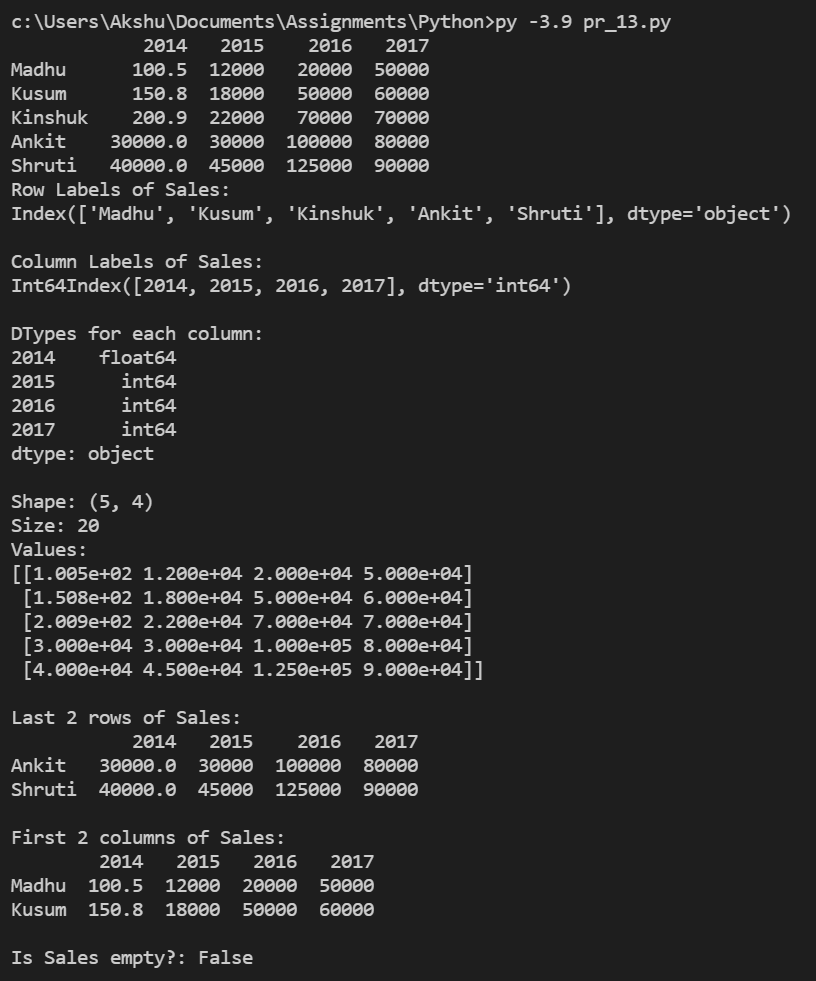 c:\Users\Akshu\Documents\Assignments\Python>py -3.9 pr_13.py
            2014   2015    2016   2017
Madhu      100.5  12000   20000  50000
Kusum      150.8  18000   50000  60000
Kinshuk    200.9  22000   70000  70000
Ankit    30000.0  30000  100000  80000
Shruti   40000.0  45000  125000  90000
Row Labels of Sales:
Index(['Madhu', 'Kusum', 'Kinshuk', 'Ankit', 'Shruti'], dtype='object')

Column Labels of Sales:
Int64Index([2014, 2015, 2016, 2017], dtype='int64')

DTypes for each column:
2014    float64
2015      int64
2016      int64
2017      int64
dtype: object

Shape: (5, 4)
Size: 20
Values:
[[1.005e+02 1.200e+04 2.000e+04 5.000e+04]
 [1.508e+02 1.800e+04 5.000e+04 6.000e+04]
 [2.009e+02 2.200e+04 7.000e+04 7.000e+04]
 [3.000e+04 3.000e+04 1.000e+05 8.000e+04]
 [4.000e+04 4.500e+04 1.250e+05 9.000e+04]]

Last 2 rows of Sales:
           2014   2015    2016   2017
Ankit   30000.0  30000  100000  80000
Shruti  40000.0  45000  125000  90000

First 2 columns of Sales:
        2014   2015   2016   2017
Madhu  100.5  12000  20000  50000
Kusum  150.8  18000  50000  60000

Is Sales empty?: False